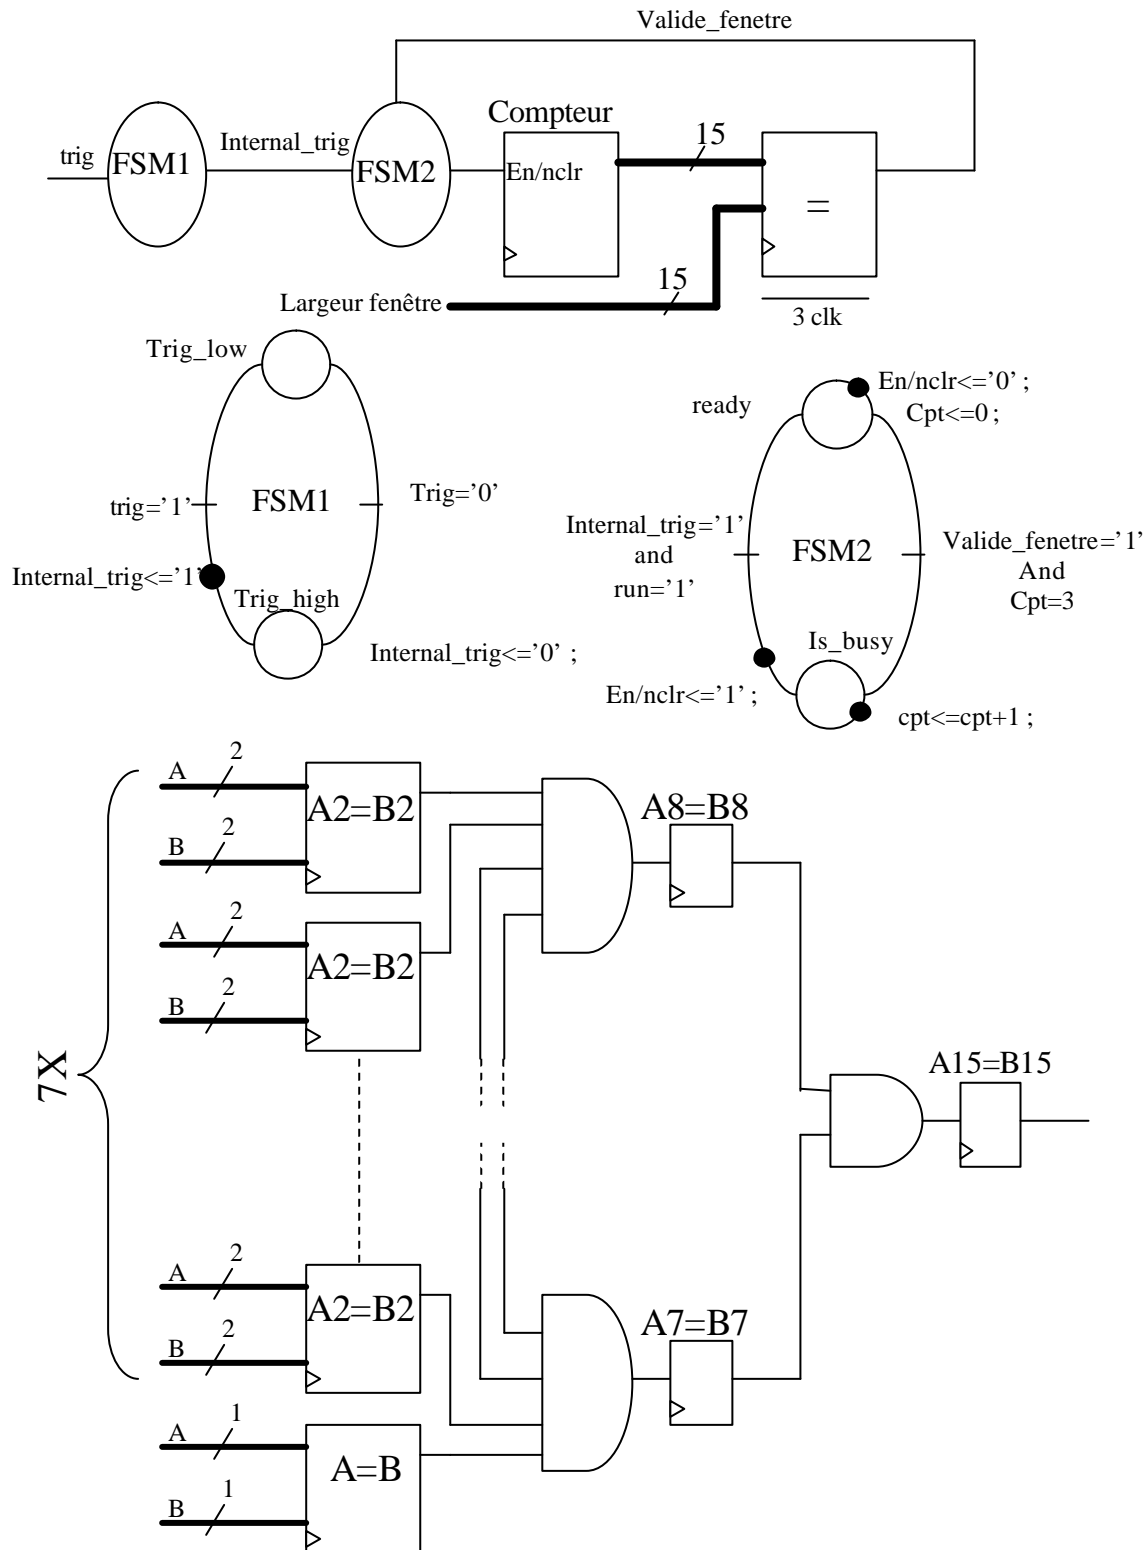 Valide_fenetre
Compteur
trig
FSM1
Internal_trig
FSM2
En/nclr
15
=
15
Largeur fenêtre
3 clk
Trig_low
En/nclr<='0' ;
Cpt<=0 ;
ready
trig='1'
FSM1
Trig='0'
Internal_trig='1'
and
run='1'
FSM2
Valide_fenetre='1'
And
Cpt=3
Internal_trig<='1'
Trig_high
Internal_trig<='0' ;
Is_busy
En/nclr<='1' ;
cpt<=cpt+1 ;
A
2
A2=B2
B
2
A8=B8
A
2
A2=B2
B
2
7X
A15=B15
A
2
A2=B2
B
2
A7=B7
A
1
A=B
B
1